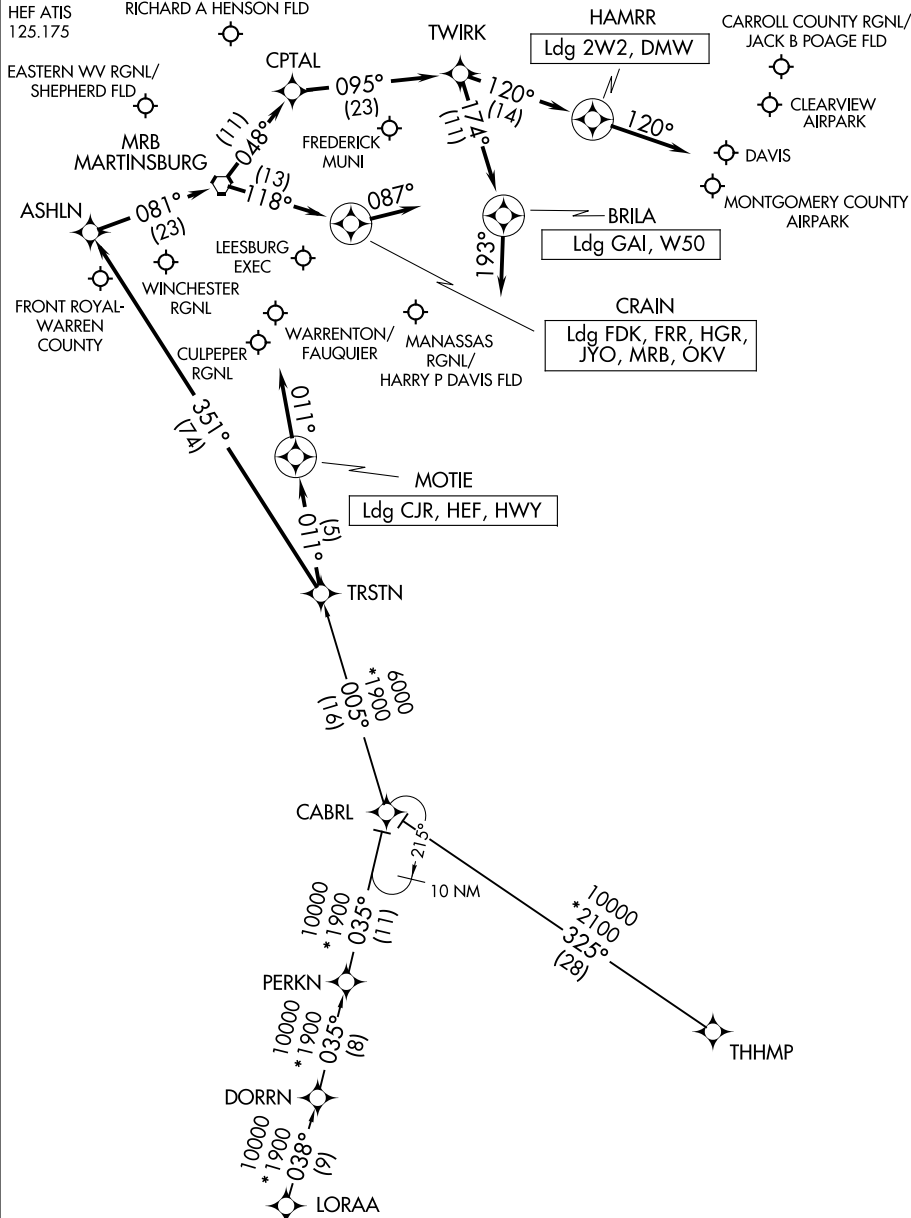 HEF ATIS
125.175
RICHARD A HENSON FLD
HAMRR
Ldg 2W2, DMW
CARROLL COUNTY RGNL/
JACK B POAGE FLD
TWIRK
CPTAL
095°
(23)
120°
(14)
120°
EASTERN WV RGNL/
SHEPHERD FLD
CLEARVIEW
AIRPARK
(11)
048°
FREDERICK
MUNI
174°
(11)
MRB
MARTINSBURG
DAVIS
(13)
118°
087°
MONTGOMERY COUNTY
AIRPARK
ASHLN
081°
(23)
BRILA
Ldg GAI, W50
193°
LEESBURG
EXEC
WINCHESTER
RGNL
FRONT ROYAL-
WARREN
COUNTY
CRAIN
Ldg FDK, FRR, HGR,
JYO, MRB, OKV
WARRENTON/
FAUQUIER
MANASSAS
RGNL/
HARRY P DAVIS FLD
CULPEPER
RGNL
351°
(74)
011°
MOTIE
Ldg CJR, HEF, HWY
011°
(5)
TRSTN
6000
*1900
005°
(16)
CABRL
215°
10 NM
10000
*1900
035°
(11)
10000
*2100
325°
(28)
PERKN
THHMP
10000
*1900
035°
(8)
DORRN
10000
*1900
038°
(9)
LORAA